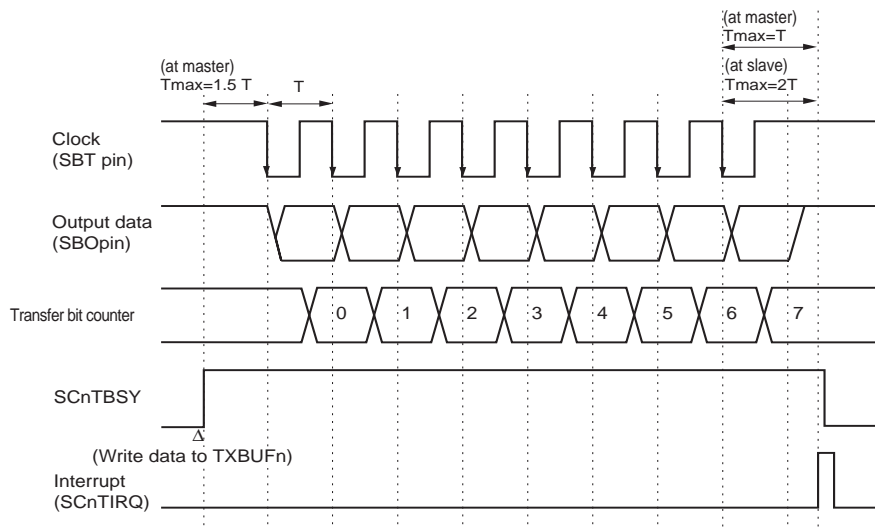 (at master)
Tmax=T
(at master)
Tmax=1.5 T
T
(at slave)
Tmax=2T
Clock
(SBT pin)
Output data
(SBOpin)
Transfer bit counter
0 1 2 3 4 5 6 7
SCnTBSY
Δ
(Write data to TXBUFn)
Interrupt
(SCnTIRQ)